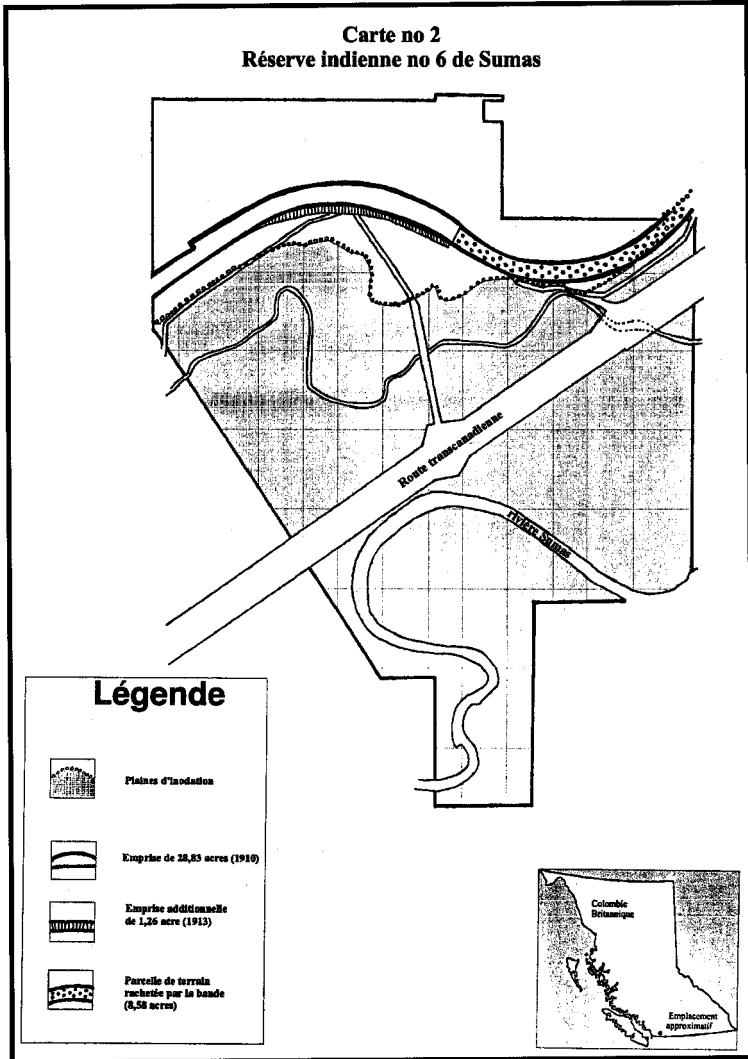 Carte no 2
Réserve indienne no 6 de Sumas
Route transcanadienne
rivière Sumas
Légende
Plaines d'inodation
Emprise de 28,83 acres (1910)
Emprise additionnelle
de 1,26 acre (1913)
Parcelle de terrain
rachetée par la bande
(8,58 acres)
Colombie
Britannique
Emplacement
approximatif